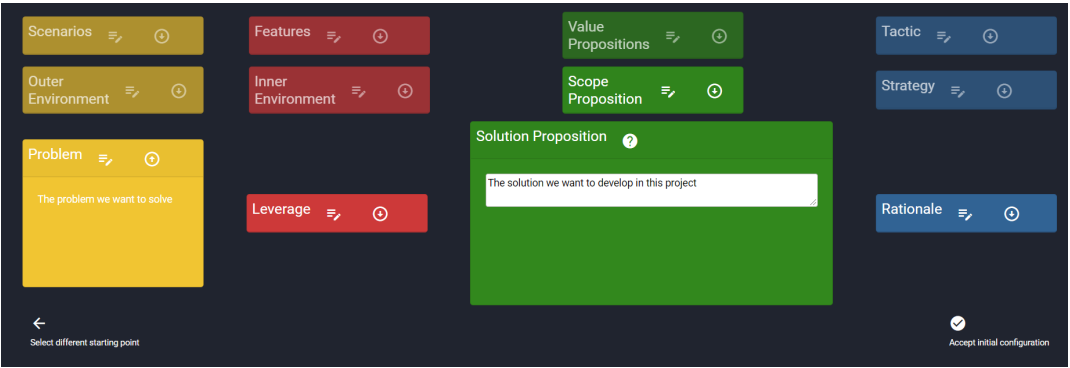 Scenarios
Features
Value
Propositions
Tactic
Outer
Environment
Inner
Environment
Scope
Proposition
Strategy
Problem
The problem we want to solve
Leverage
Solution Proposition ?
The solution we want to develop in this project
Rationale
Select different starting point
Accept initial configuration